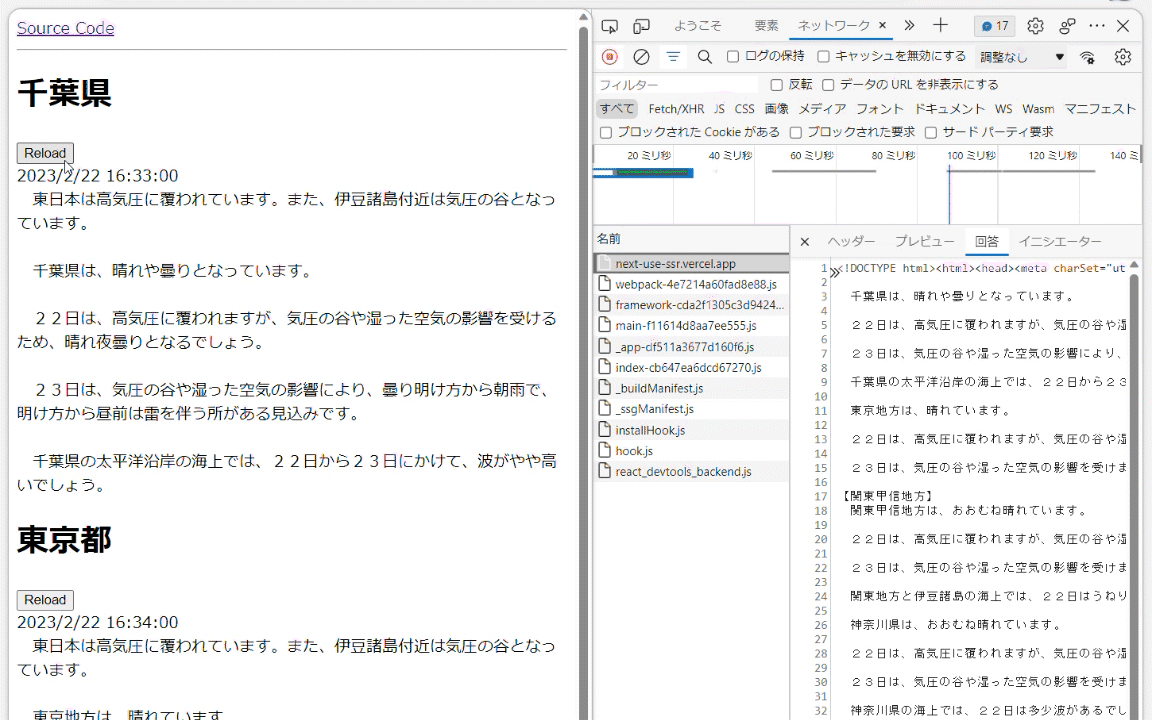 Source Code
千葉県
Reload
2023/2/22 16:33:00
　東日本は高気圧に覆われています。また、伊豆諸島付近は気圧の谷となっ
ています。
　千葉県は、晴れや曇りとなっています。
　２２日は、高気圧に覆われますが、気圧の谷や湿った空気の影響を受ける
ため、晴れ夜曇りとなるでしょう。
　２３日は、気圧の谷や湿った空気の影響により、曇り明け方から朝雨で、
明け方から昼前は雷を伴う所がある見込みです。
　千葉県の太平洋沿岸の海上では、２２日から２３日にかけて、波がやや高
いでしょう。
東京都
Reload
2023/2/22 16:34:00
　東日本は高気圧に覆われています。また、伊豆諸島付近は気圧の谷となっ
ています。
　東京地方は、晴れています。
ようこそ 要素 ネットワーク × 17
ログの保持 キャッシュを無効にする 調整なし
フィルター 反転 データの URL を非表示にする
すべて Fetch/XHR JS CSS 画像 メディア フォント ドキュメント WS Wasm マニフェスト
ブロックされた Cookie がある ブロックされた要求 サード パーティ要求
20 ミリ秒 40 ミリ秒 60 ミリ秒 80 ミリ秒 100 ミリ秒 120 ミリ秒 140 ミ
名前
next-use-ssr.vercel.app
webpack-4e7214a60fad8e88.js
framework-cda2f1305c3d9424...
main-f11614d8aa7ee555.js
_app-df511a3677d160f6.js
index-cb647ea6dcd67270.js
_buildManifest.js
_ssgManifest.js
installHook.js
hook.js
react_devtools_backend.js
× ヘッダー プレビュー 回答 イニシエーター
1 <!DOCTYPE html><html><head><meta charSet="ut
2
3 　千葉県は、晴れや曇りとなっています。
4
5 　２２日は、高気圧に覆われますが、気圧の谷や湿
6
7 　２３日は、気圧の谷や湿った空気の影響により、
8
9 　千葉県の太平洋沿岸の海上では、２２日から２３
10
11 　東京地方は、晴れています。
12
13 　２２日は、高気圧に覆われますが、気圧の谷や湿
14
15 　２３日は、気圧の谷や湿った空気の影響を受けま
16
17 【関東甲信地方】
18 　関東甲信地方は、おおむね晴れています。
19
20 　２２日は、高気圧に覆われますが、気圧の谷や湿
21
22 　２３日は、気圧の谷や湿った空気の影響を受けま
23
24 　関東地方と伊豆諸島の海上では、２２日はうねり
25
26 　神奈川県は、おおむね晴れています。
27
28 　２２日は、高気圧に覆われますが、気圧の谷や湿
29
30 　２３日は、気圧の谷や湿った空気の影響を受けま
31
32 　神奈川県の海上では、２２日は多少波があるでし